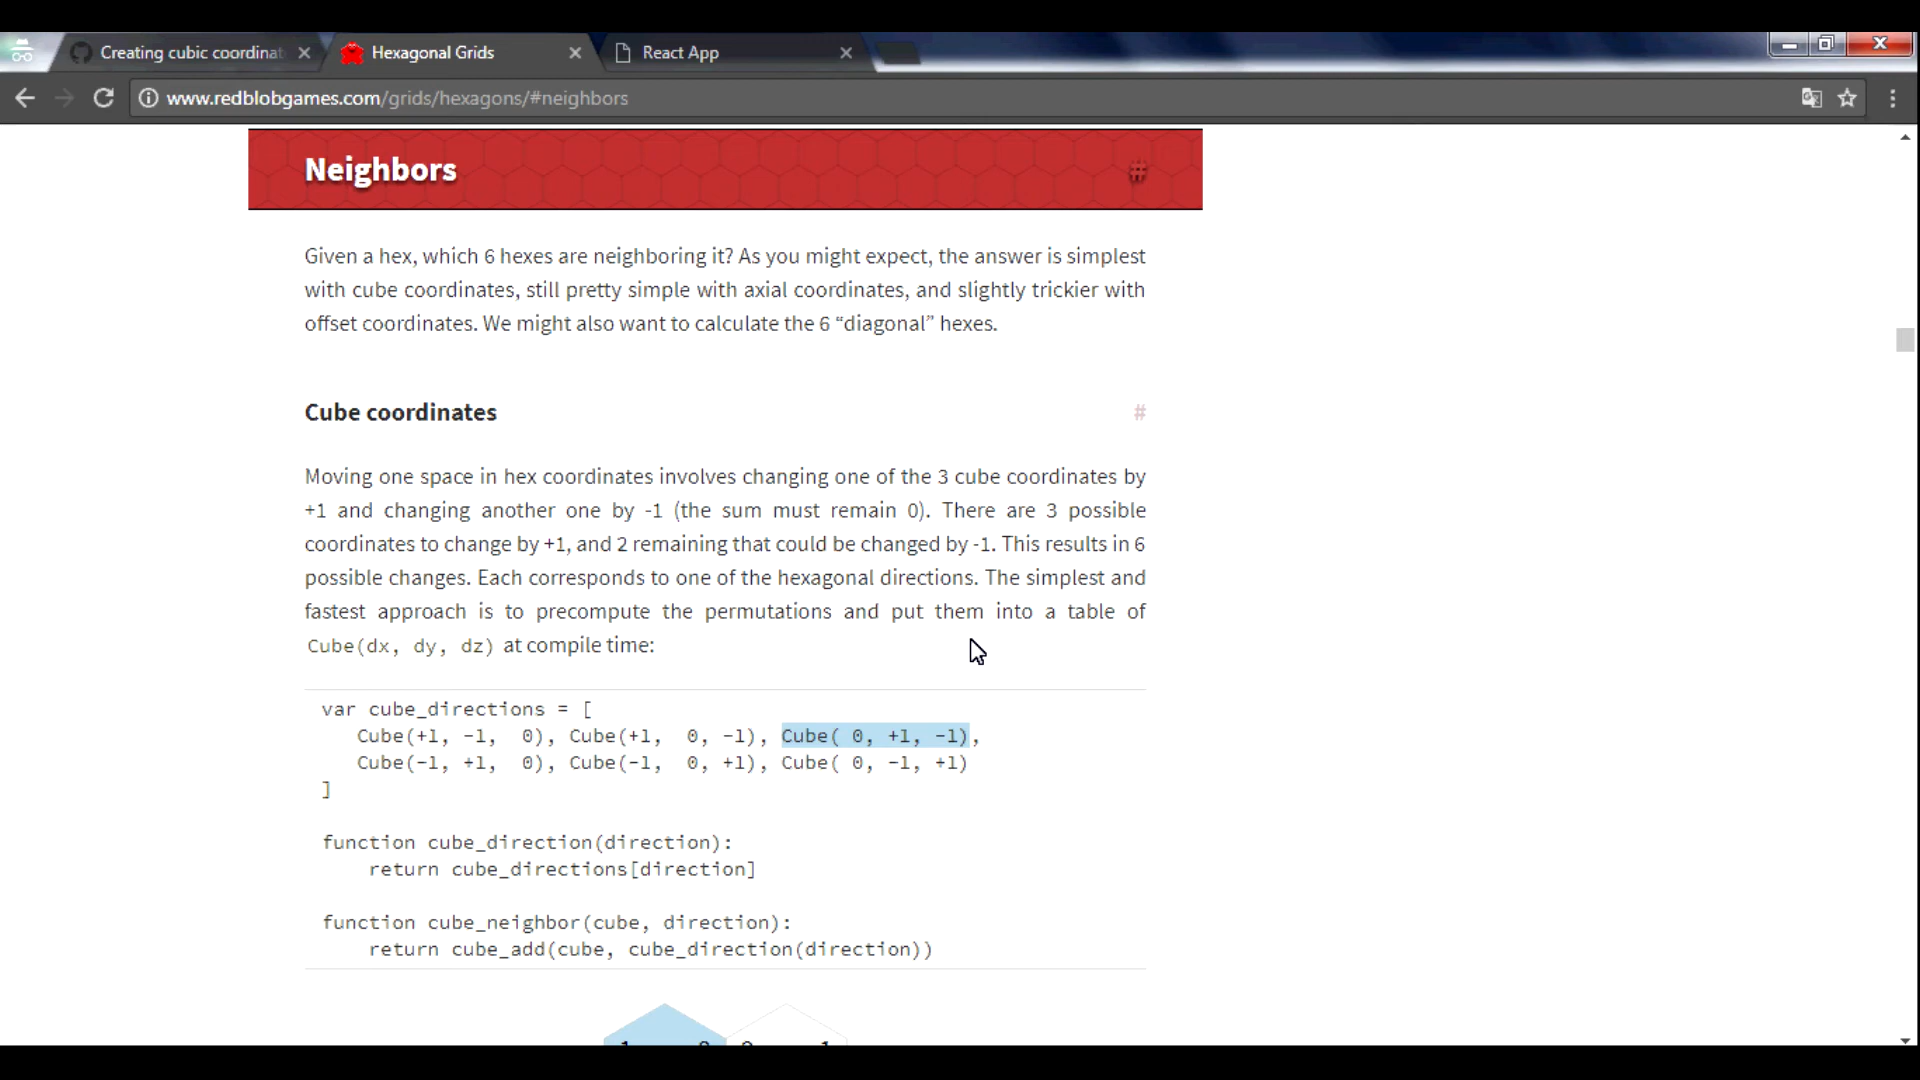 Creating cubic coordinat
Hexagonal Grids
React App
www.redblobgames.com/grids/hexagons/#neighbors
Neighbors #
Given a hex, which 6 hexes are neighboring it? As you might expect, the answer is simplest
with cube coordinates, still pretty simple with axial coordinates, and slightly trickier with
offset coordinates. We might also want to calculate the 6 “diagonal” hexes.
Cube coordinates #
Moving one space in hex coordinates involves changing one of the 3 cube coordinates by
+1 and changing another one by -1 (the sum must remain 0). There are 3 possible
coordinates to change by +1, and 2 remaining that could be changed by -1. This results in 6
possible changes. Each corresponds to one of the hexagonal directions. The simplest and
fastest approach is to precompute the permutations and put them into a table of
Cube(dx, dy, dz) at compile time:
var cube_directions = [
Cube(+1, -1, 0), Cube(+1, 0, -1), Cube( 0, +1, -1),
Cube(-1, +1, 0), Cube(-1, 0, +1), Cube( 0, -1, +1)
]
function cube_direction(direction):
return cube_directions[direction]
function cube_neighbor(cube, direction):
return cube_add(cube, cube_direction(direction))